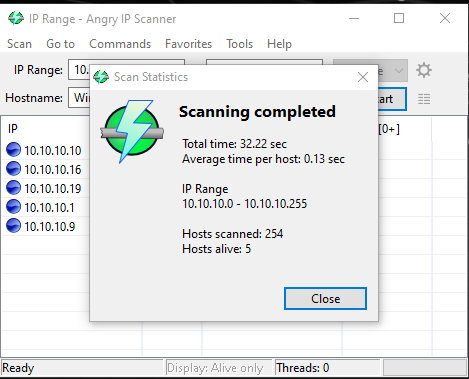 IP Range - Angry IP Scanner
Scan Go to Commands Favorites Tools Help
IP Range: 10.
Hostname:
Scan Statistics
Scanning completed
Total time: 32.22 sec
Average time per host: 0.13 sec
IP Range
10.10.10.0 - 10.10.10.255
Hosts scanned: 254
Hosts alive: 5
Close
IP
[0+]
10.10.10.10
10.10.10.16
10.10.10.19
10.10.10.1
10.10.10.9
Ready
Display: Alive only
Threads: 0